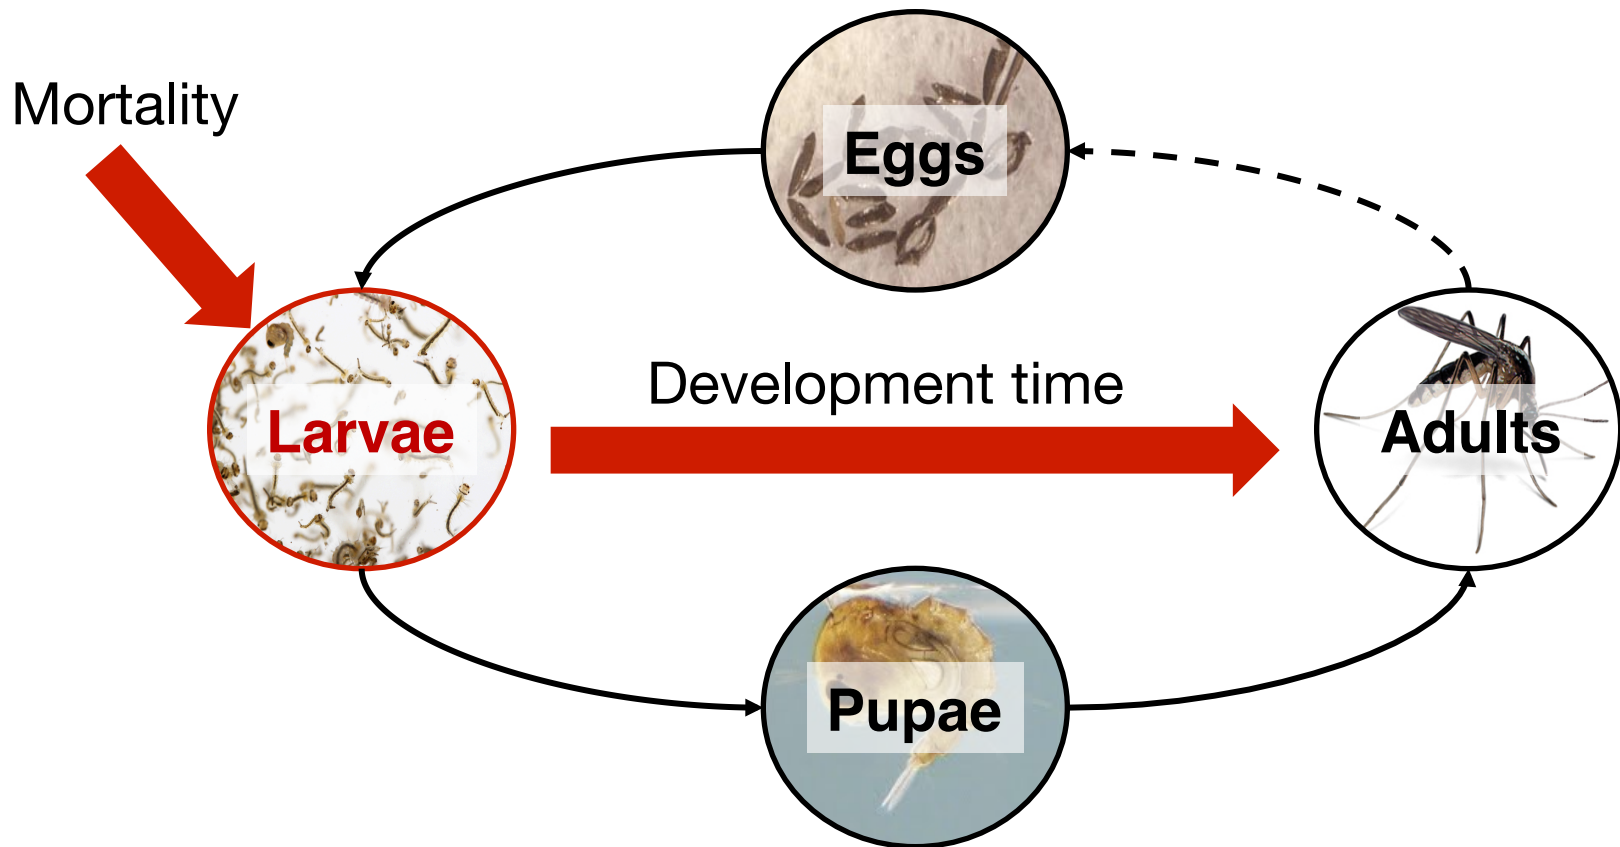 Mortality
Eggs
Development time
Larvae
Adults
Pupae